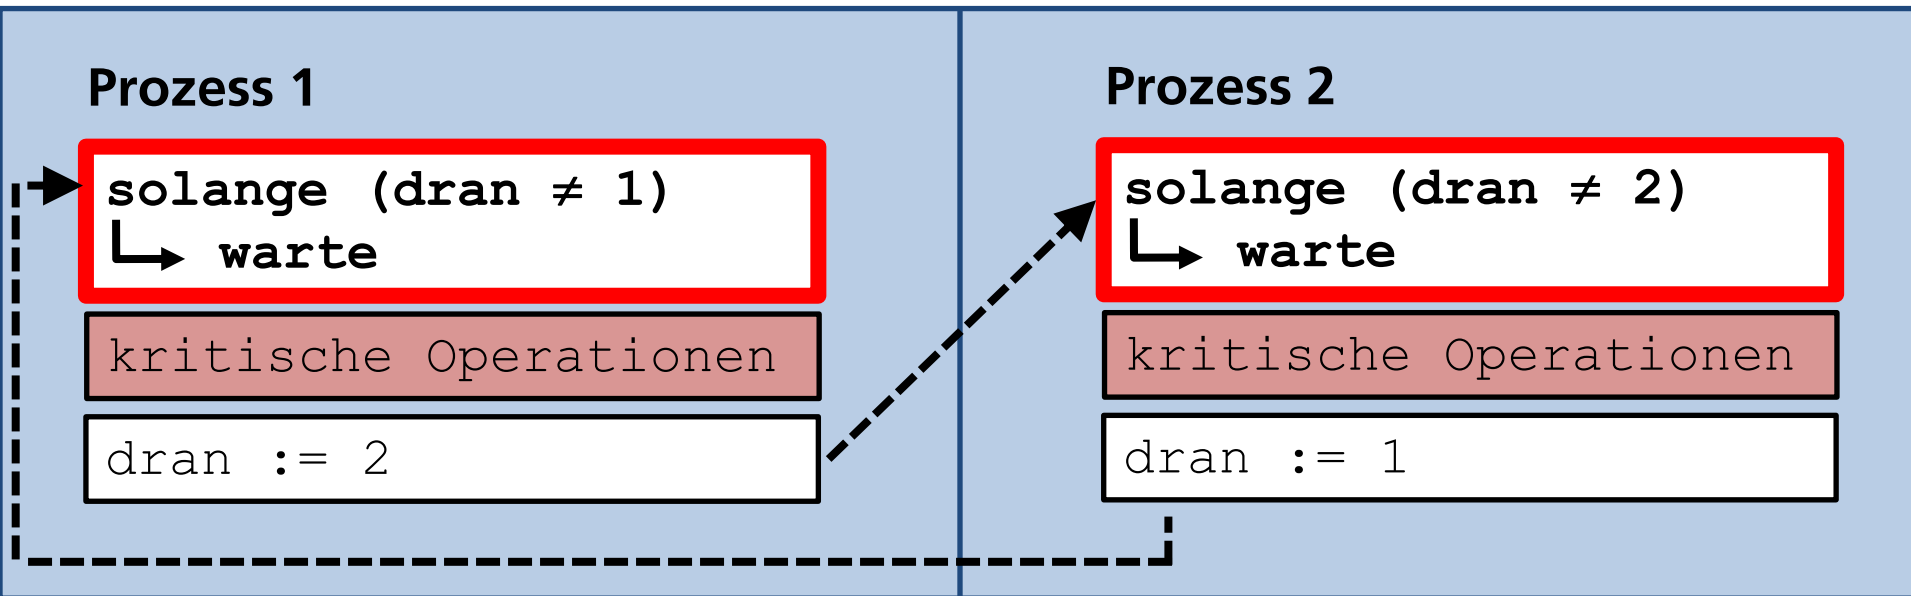 Prozess 1
solange (dran ≠ 1)
warte
kritische Operationen
dran := 2
Prozess 2
solange (dran ≠ 2)
warte
kritische Operationen
dran := 1